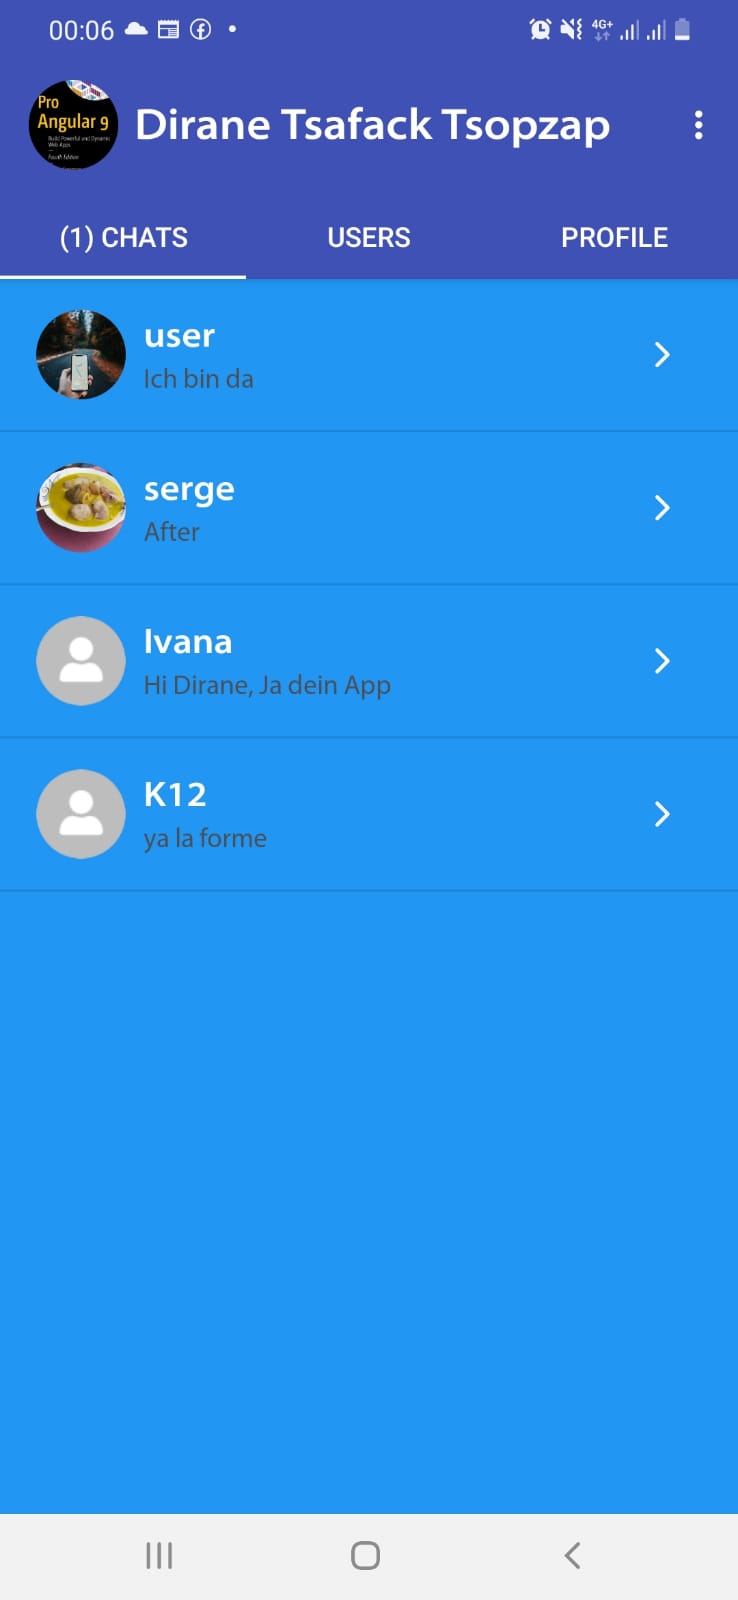 00:06
4G+
Pro
Angular 9
Build Powerful and Dynamic
Web Apps
Fourth Edition
Dirane Tsafack Tsopzap
(1) CHATS
USERS
PROFILE
user
Ich bin da
serge
After
Ivana
Hi Dirane, Ja dein App
K12
ya la forme